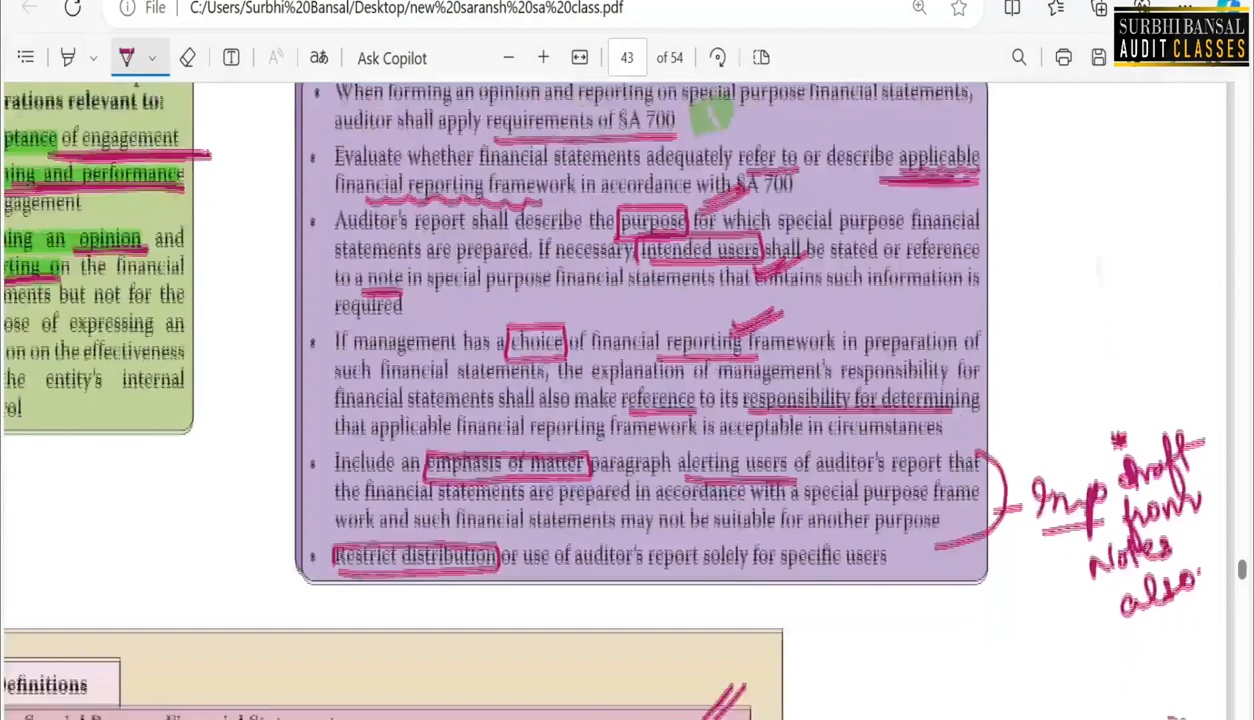 C:/Users/Surbhi%20Bansal/Desktop/new%20saransh%20sa%20class.pdf
SURBHI BANSAL
AUDIT CLASSES
Ask Copilot
43 of 54
rations relevant to:
ptance of engagement
ing and performance
gagement
ing an opinion and
rting on the financial
ments but not for the
ose of expressing an
on on the effectiveness
he entity's internal
ol
When forming an opinion and reporting on special purpose financial statements,
auditor shall apply requirements of SA 700
Evaluate whether financial statements adequately refer to or describe applicable
financial reporting framework in accordance with SA 700
Auditor's report shall describe the purpose for which special purpose financial
statements are prepared. If necessary, intended users shall be stated or reference
to a note in special purpose financial statements that contains such information is
required
If management has a choice of financial reporting framework in preparation of
such financial statements, the explanation of management's responsibility for
financial statements shall also make reference to its responsibility for determining
that applicable financial reporting framework is acceptable in circumstances
Include an emphasis of matter paragraph alerting users of auditor's report that
the financial statements are prepared in accordance with a special purpose frame
work and such financial statements may not be suitable for another purpose
Restrict distribution or use of auditor's report solely for specific users
Imp
* draft
from
Notes
also
efinitions